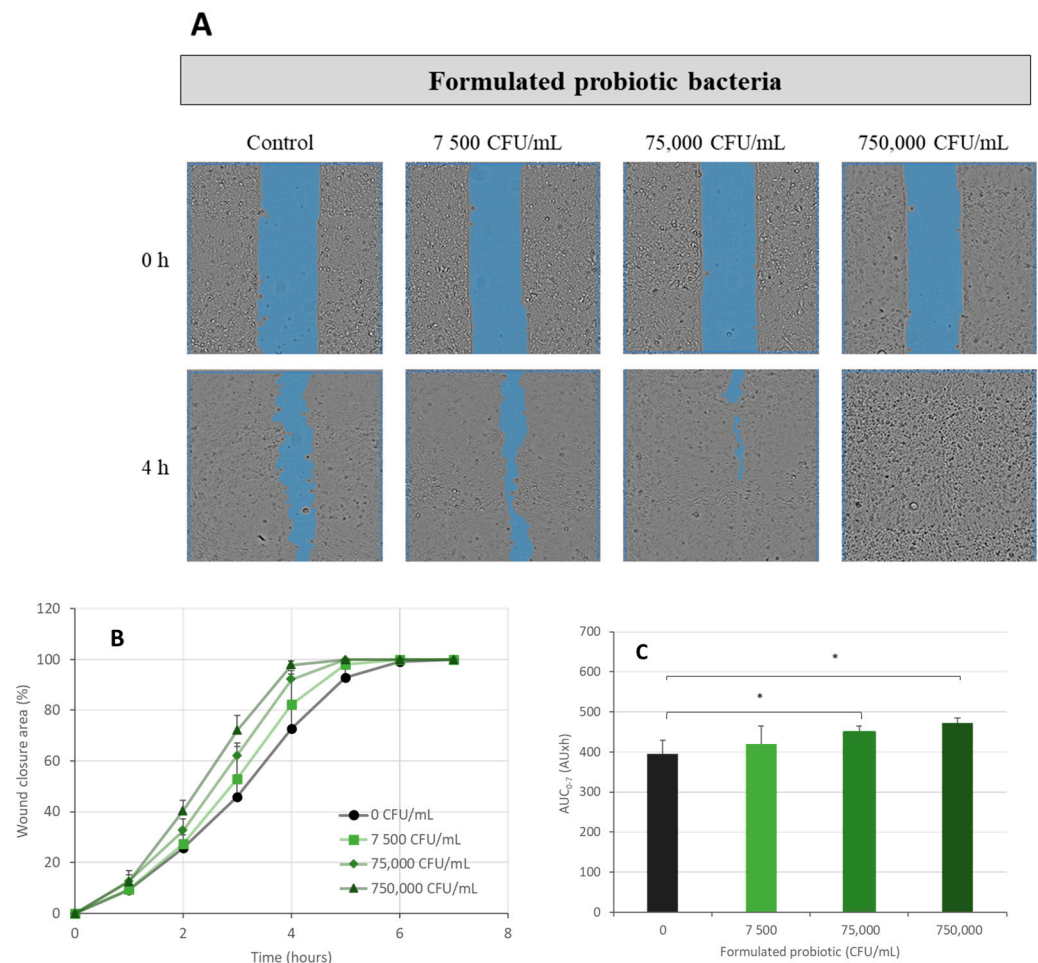 A
Formulated probiotic bacteria
Control
7 500 CFU/mL
75,000 CFU/mL
750,000 CFU/mL
0 h
4 h
B
Wound closure area (%)
120
100
80
60
40
20
0
0 CFU/mL
7 500 CFU/mL
75,000 CFU/mL
750,000 CFU/mL
0
2
4
6
8
Time (hours)
C
AUC₀₋₇ (AUxh)
700
600
500
400
300
200
100
0
*
*
0
7 500
75,000
750,000
Formulated probiotic (CFU/mL)